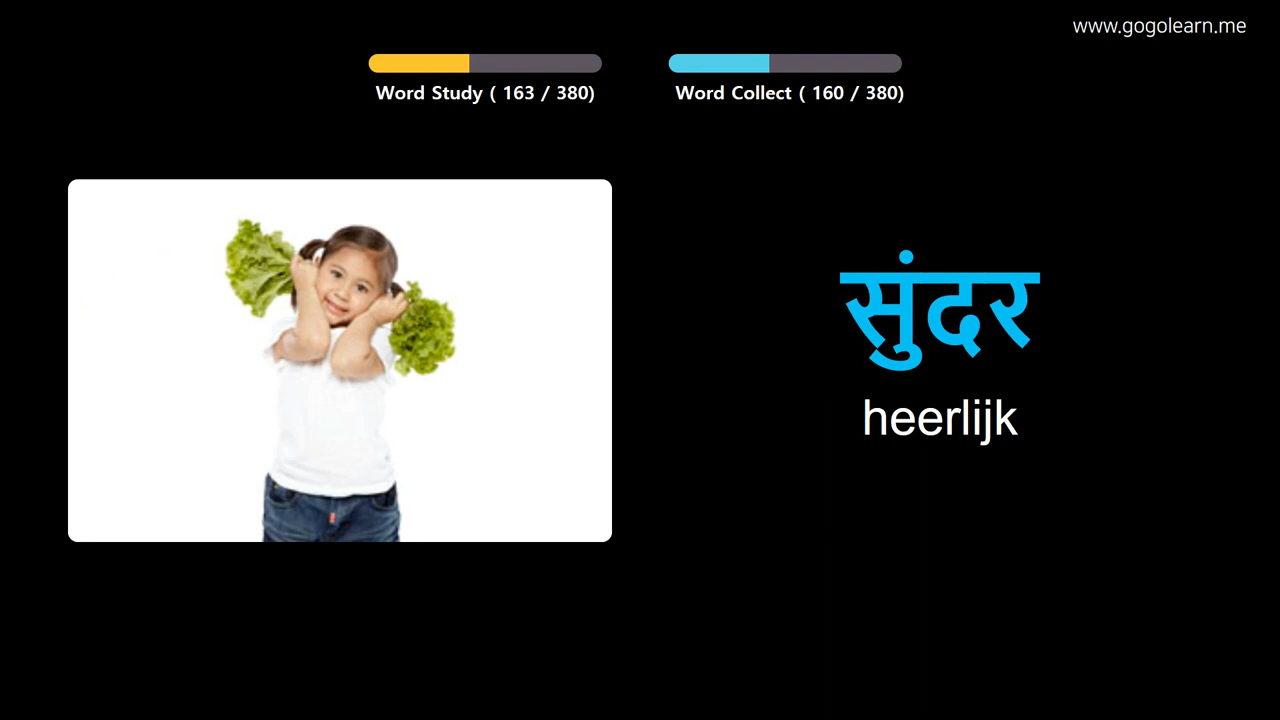 www.gogolearn.me
Word Study ( 163 / 380)
Word Collect ( 160 / 380)
सुंदर
heerlijk